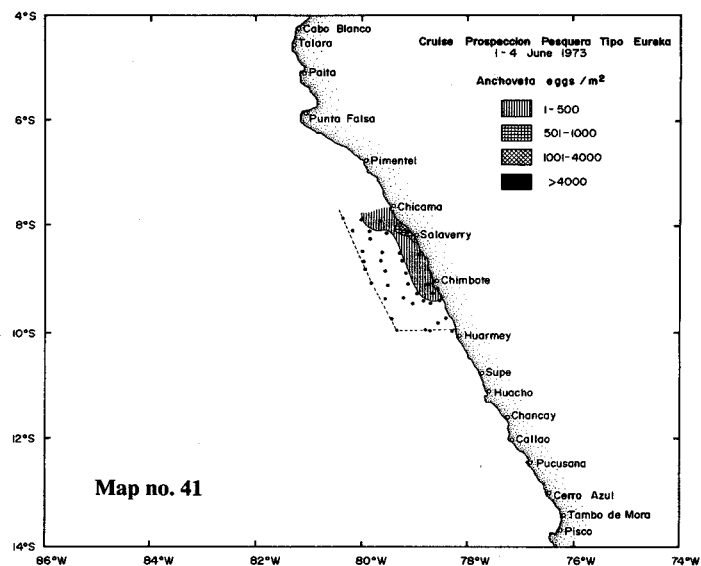 4°S
Cabo Blanco
Talara
Cruise Prospeccion Pesquera Tipo Eureka
1-4 June 1973
Paita
Anchoveta eggs / m²
1-500
6°S
Punta Falsa
501-1000
1001-4000
Pimentel
>4000
Chicama
8°S
Salaverry
Chimbote
10°S
Huarmey
Supe
Huacho
Chancay
12°S
Callao
Pucusana
Map no. 41
Cerro Azul
Tambo de Mora
Pisco
14°S
86°W
84°W
82°W
80°W
78°W
76°W
74°W